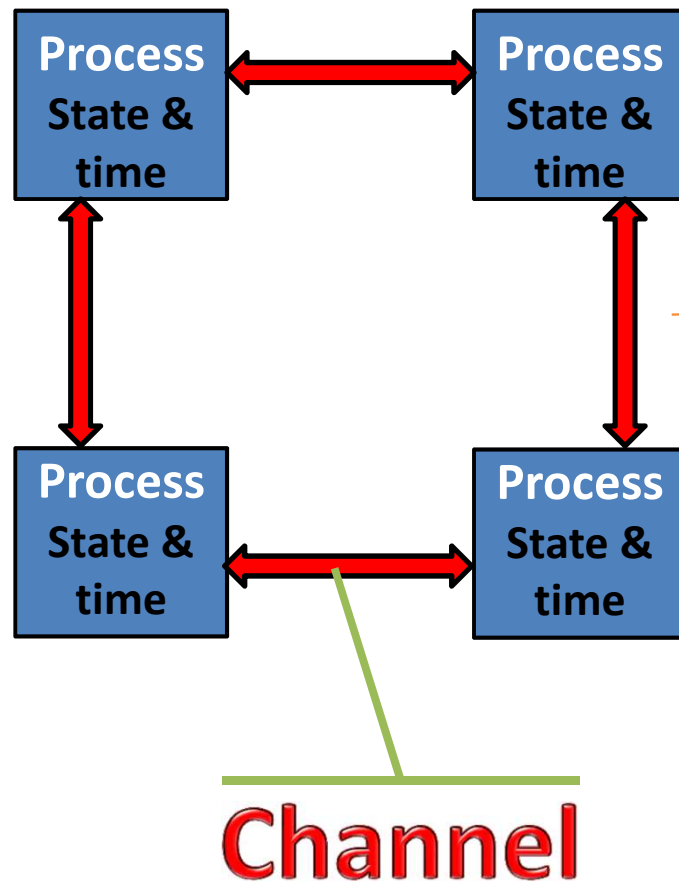 Process
State &
time
Process
State &
time
Process
State &
time
Process
State &
time
Channel